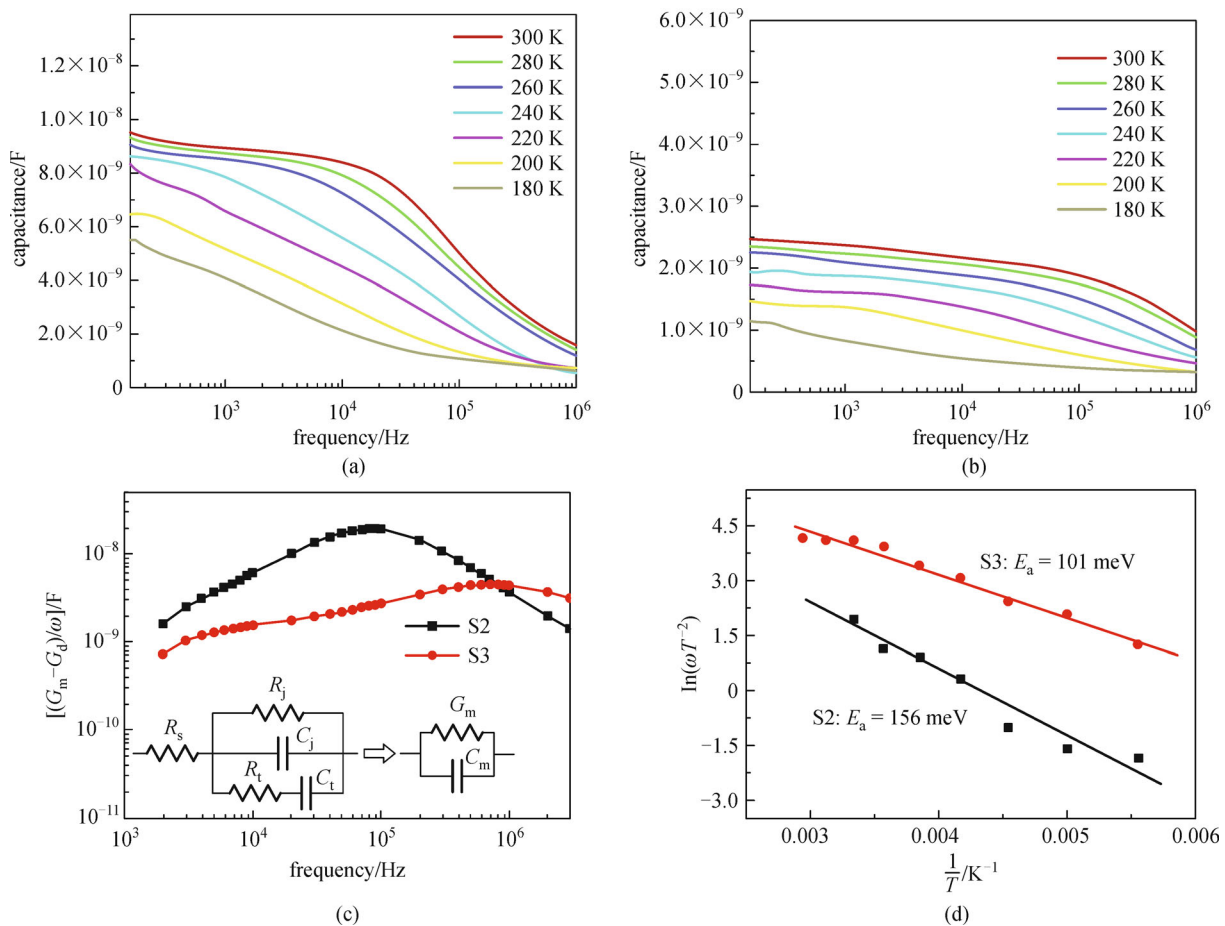 1.2×10⁻⁸
1.0×10⁻⁸
8.0×10⁻⁹
6.0×10⁻⁹
4.0×10⁻⁹
2.0×10⁻⁹
0
capacitance/F
300 K
280 K
260 K
240 K
220 K
200 K
180 K
10³ 10⁴ 10⁵ 10⁶
frequency/Hz
(a)
6.0×10⁻⁹
5.0×10⁻⁹
4.0×10⁻⁹
3.0×10⁻⁹
2.0×10⁻⁹
1.0×10⁻⁹
0
capacitance/F
300 K
280 K
260 K
240 K
220 K
200 K
180 K
10³ 10⁴ 10⁵ 10⁶
frequency/Hz
(b)
10⁻⁸
10⁻⁹
10⁻¹⁰
10⁻¹¹
[(Gₘ−G_d)/ω]/F
S2
S3
R_s
R_j
C_j
R_t
C_t
Gₘ
Cₘ
10³ 10⁴ 10⁵ 10⁶
frequency/Hz
(c)
4.5
3.0
1.5
0
−1.5
−3.0
ln(ωT⁻²)
S3: Eₐ = 101 meV
S2: Eₐ = 156 meV
0.003 0.004 0.005 0.006
1/T /K⁻¹
(d)